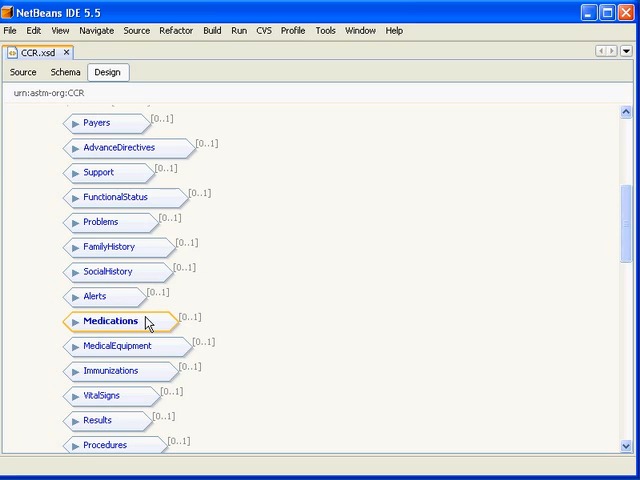 NetBeans IDE 5.5
File Edit View Navigate Source Refactor Build Run CVS Profile Tools Window Help
CCR.xsd
Source Schema Design
urn:astm-org:CCR
Payers [0..1]
AdvanceDirectives [0..1]
Support [0..1]
FunctionalStatus [0..1]
Problems [0..1]
FamilyHistory [0..1]
SocialHistory [0..1]
Alerts [0..1]
Medications [0..1]
MedicalEquipment [0..1]
Immunizations [0..1]
VitalSigns [0..1]
Results [0..1]
Procedures [0..1]